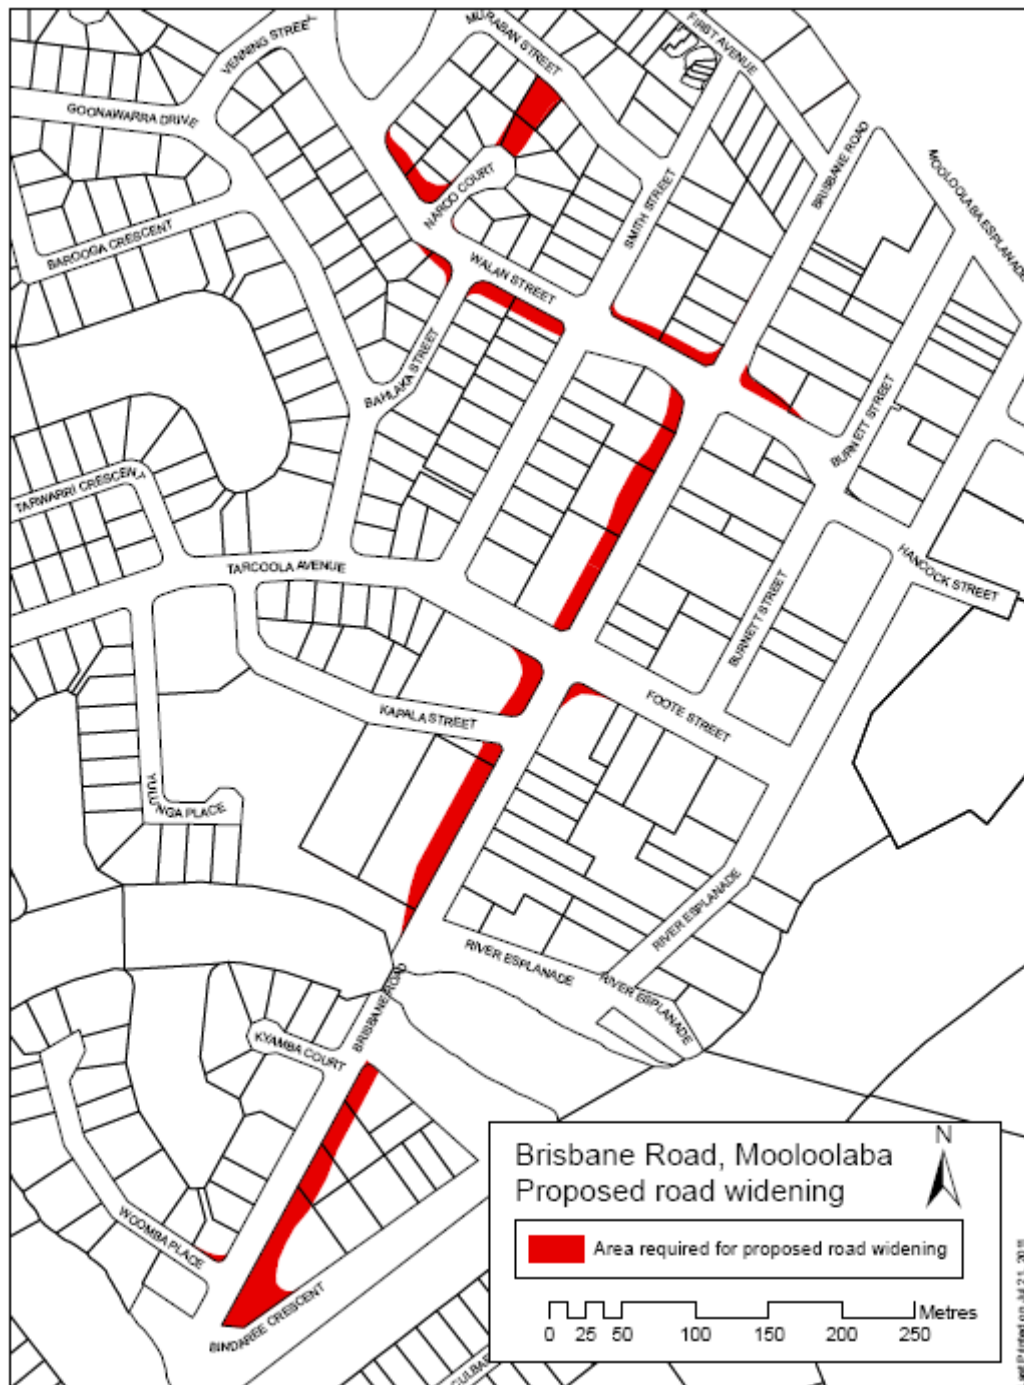 MURABAN STREET
FIRST AVENUE
VENNING STREET
GOONAWARRA DRIVE
BRISBANE ROAD
MOOLOOLABA ESPLANADE
NAROO COURT
SMITH STREET
BAROOGA CRESCENT
WALAN STREET
BAHLAKA STREET
BURNETT STREET
TARWARRI CRESCENT
TARCOOLA AVENUE
HANCOCK STREET
BURNETT STREET
KAPALA STREET
FOOTE STREET
YULUNGA PLACE
RIVER ESPLANADE
RIVER ESPLANADE
RIVER ESPLANADE
BRISBANE ROAD
KYAMBA COURT
WOOMBA PLACE
BINDAREE CRESCENT
N
Brisbane Road, Mooloolaba
Proposed road widening
Area required for proposed road widening
Metres
0 25 50 100 150 200 250